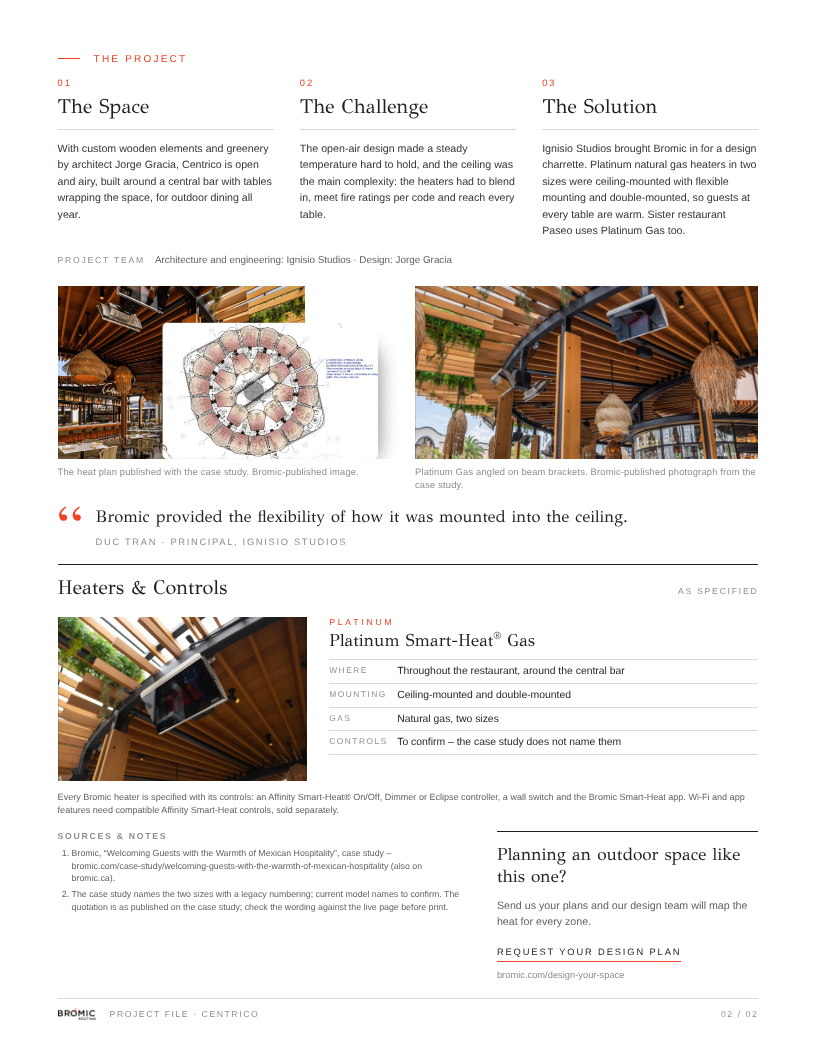 THE PROJECT
01
The Space
With custom wooden elements and greenery
by architect Jorge Gracia, Centrico is open
and airy, built around a central bar with tables
wrapping the space, for outdoor dining all
year.
02
The Challenge
The open-air design made a steady
temperature hard to hold, and the ceiling was
the main complexity: the heaters had to blend
in, meet fire ratings per code and reach every
table.
03
The Solution
Ignisio Studios brought Bromic in for a design
charrette. Platinum natural gas heaters in two
sizes were ceiling-mounted with flexible
mounting and double-mounted, so guests at
every table are warm. Sister restaurant
Paseo uses Platinum Gas too.
PROJECT TEAM Architecture and engineering: Ignisio Studios · Design: Jorge Gracia
The heat plan published with the case study. Bromic-published image.
Platinum Gas angled on beam brackets. Bromic-published photograph from the
case study.
“ Bromic provided the flexibility of how it was mounted into the ceiling.
DUC TRAN · PRINCIPAL, IGNISIO STUDIOS
Heaters & Controls
AS SPECIFIED
PLATINUM
Platinum Smart-Heat® Gas
WHERE Throughout the restaurant, around the central bar
MOUNTING Ceiling-mounted and double-mounted
GAS Natural gas, two sizes
CONTROLS To confirm – the case study does not name them
Every Bromic heater is specified with its controls: an Affinity Smart-Heat® On/Off, Dimmer or Eclipse controller, a wall switch and the Bromic Smart-Heat app. Wi-Fi and app
features need compatible Affinity Smart-Heat controls, sold separately.
SOURCES & NOTES
1. Bromic, “Welcoming Guests with the Warmth of Mexican Hospitality”, case study –
bromic.com/case-study/welcoming-guests-with-the-warmth-of-mexican-hospitality (also on
bromic.ca).
2. The case study names the two sizes with a legacy numbering; current model names to confirm. The
quotation is as published on the case study; check the wording against the live page before print.
Planning an outdoor space like
this one?
Send us your plans and our design team will map the
heat for every zone.
REQUEST YOUR DESIGN PLAN
bromic.com/design-your-space
BROMIC HEATING PROJECT FILE · CENTRICO
02 / 02